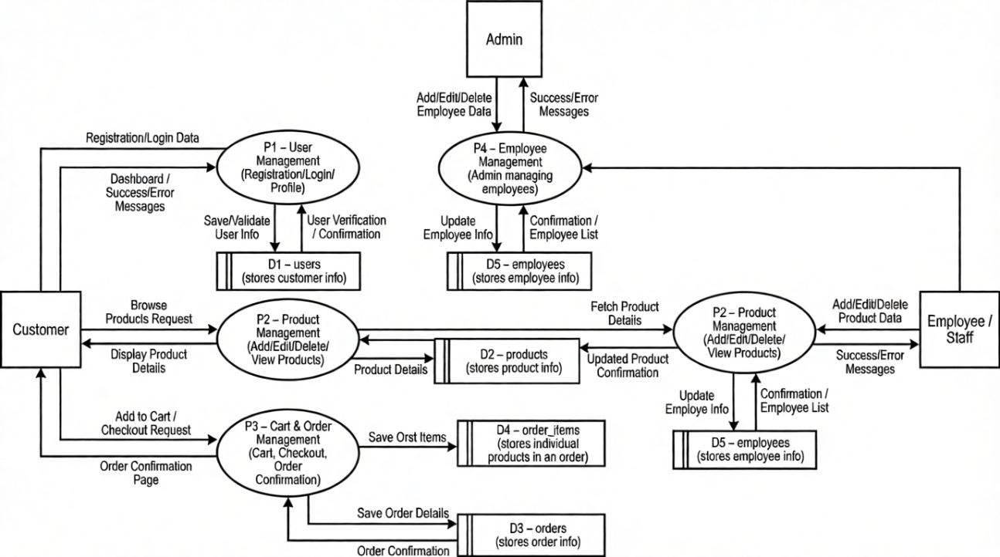 Admin
Add/Edit/Delete
Employee Data
Success/Error
Messages
Registration/Login Data
P1 – User
Management
(Registration/Login/
Profile)
P4 – Employee
Management
(Admin managing
employees)
Dashboard /
Success/Error
Messages
Save/Validate
User Info
User Verification
/ Confirmation
Update
Employee Info
Confirmation /
Employee List
D1 – users
(stores customer info)
D5 – employees
(stores employee info)
Customer
Browse
Products Request
Display Product
Details
P2 – Product
Management
(Add/Edit/Delete/
View Products)
Fetch Product
Details
Product Details
D2 – products
(stores product info)
Updated Product
Confirmation
P2 – Product
Management
(Add/Edit/Delete/
View Products)
Add/Edit/Delete
Product Data
Success/Error
Messages
Employee /
Staff
Update
Employe Info
Confirmation /
Employee List
D5 – employees
(stores employee info)
Add to Cart /
Checkout Request
Order Confirmation
Page
P3 – Cart & Order
Management
(Cart, Checkout,
Order
Confirmation)
Save Orst Items
D4 – order_items
(stores individual
products in an order)
Save Order Details
Order Confirmation
D3 – orders
(stores order info)